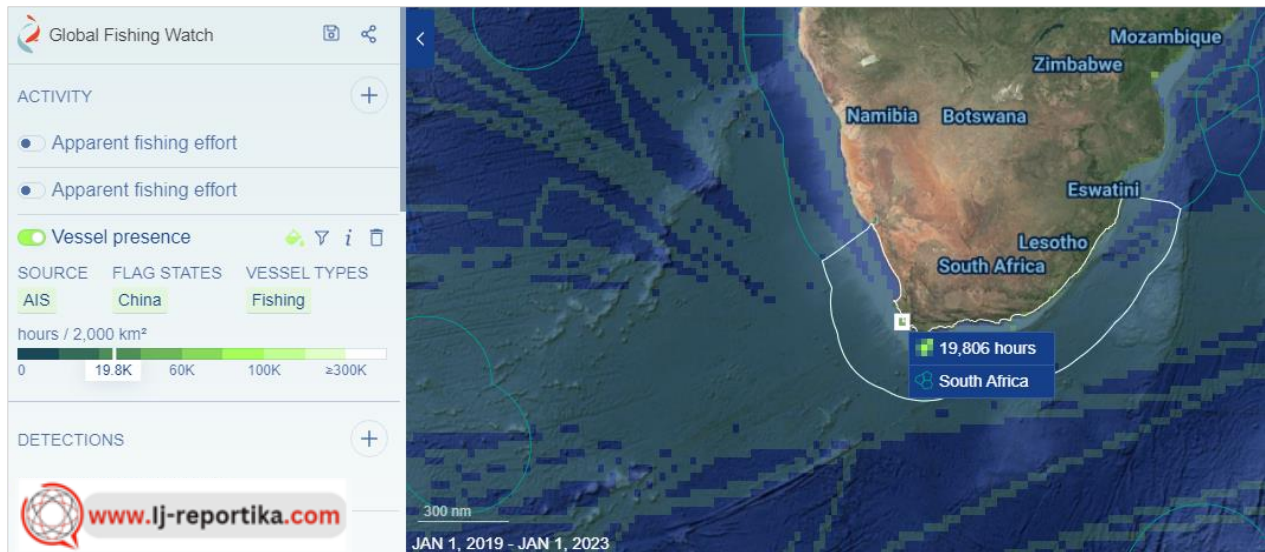 Global Fishing Watch
ACTIVITY
Apparent fishing effort
Apparent fishing effort
Vessel presence
SOURCE FLAG STATES VESSEL TYPES
AIS China Fishing
hours / 2,000 km²
0 19.8K 60K 100K ≥300K
DETECTIONS
www.Ij-reportika.com
Mozambique
Zimbabwe
Namibia Botswana
Eswatini
Lesotho
South Africa
19,806 hours
South Africa
300 nm
JAN 1, 2019 - JAN 1, 2023